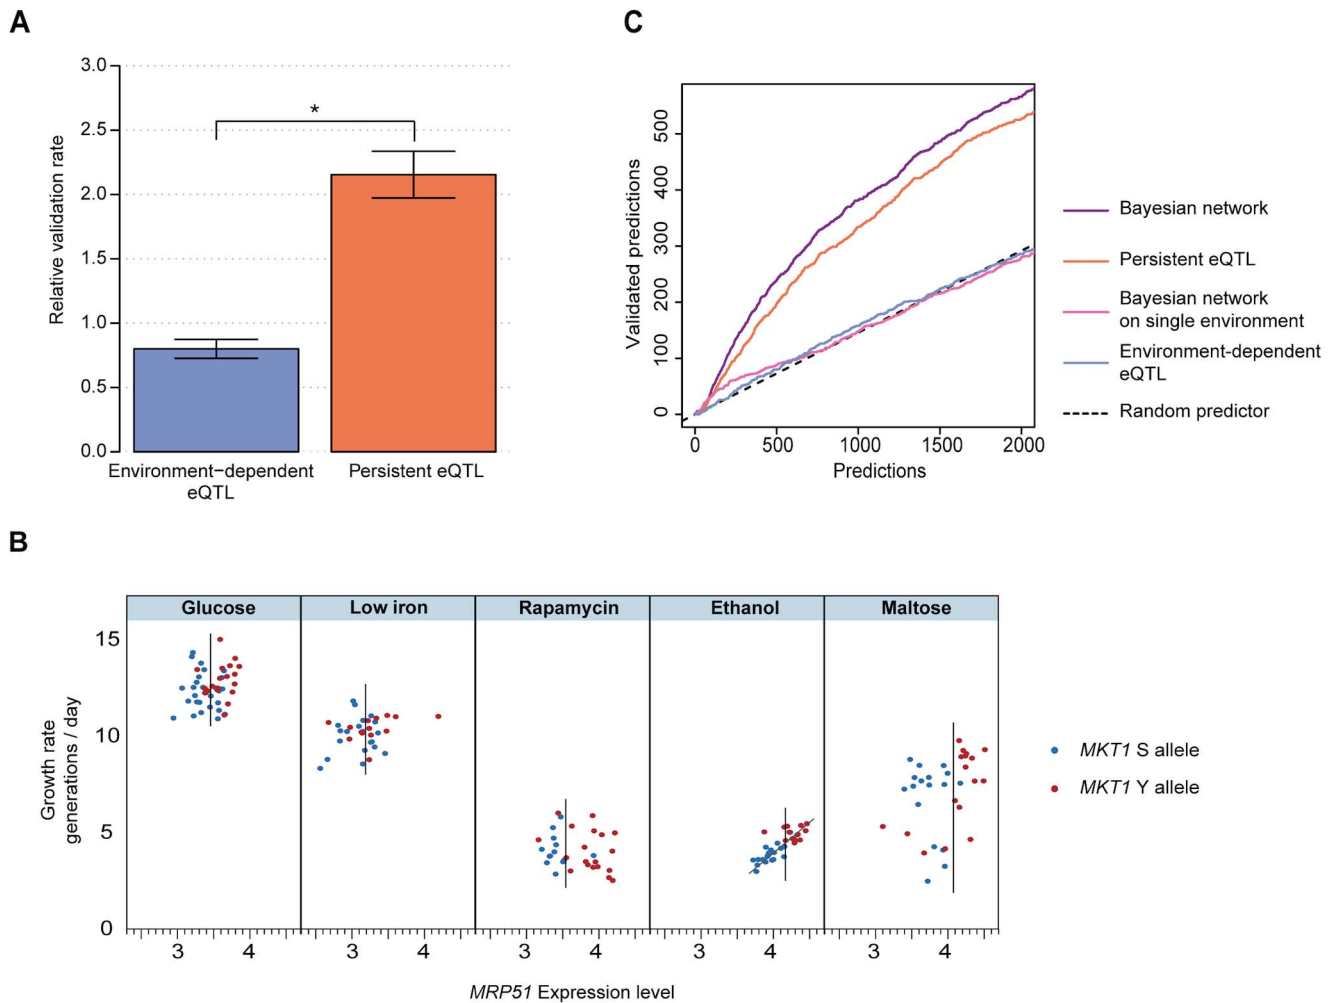 A
3.0
2.5
2.0
1.5
1.0
0.5
0.0
Relative validation rate
*
Environment−dependent
eQTL
Persistent eQTL
C
500
400
300
200
100
0
Validated predictions
0 500 1000 1500 2000
Predictions
Bayesian network
Persistent eQTL
Bayesian network
on single environment
Environment-dependent
eQTL
Random predictor
B
Glucose Low iron Rapamycin Ethanol Maltose
15
10
5
0
Growth rate
generations / day
3 4 3 4 3 4 3 4 3 4
MRP51 Expression level
MKT1 S allele
MKT1 Y allele